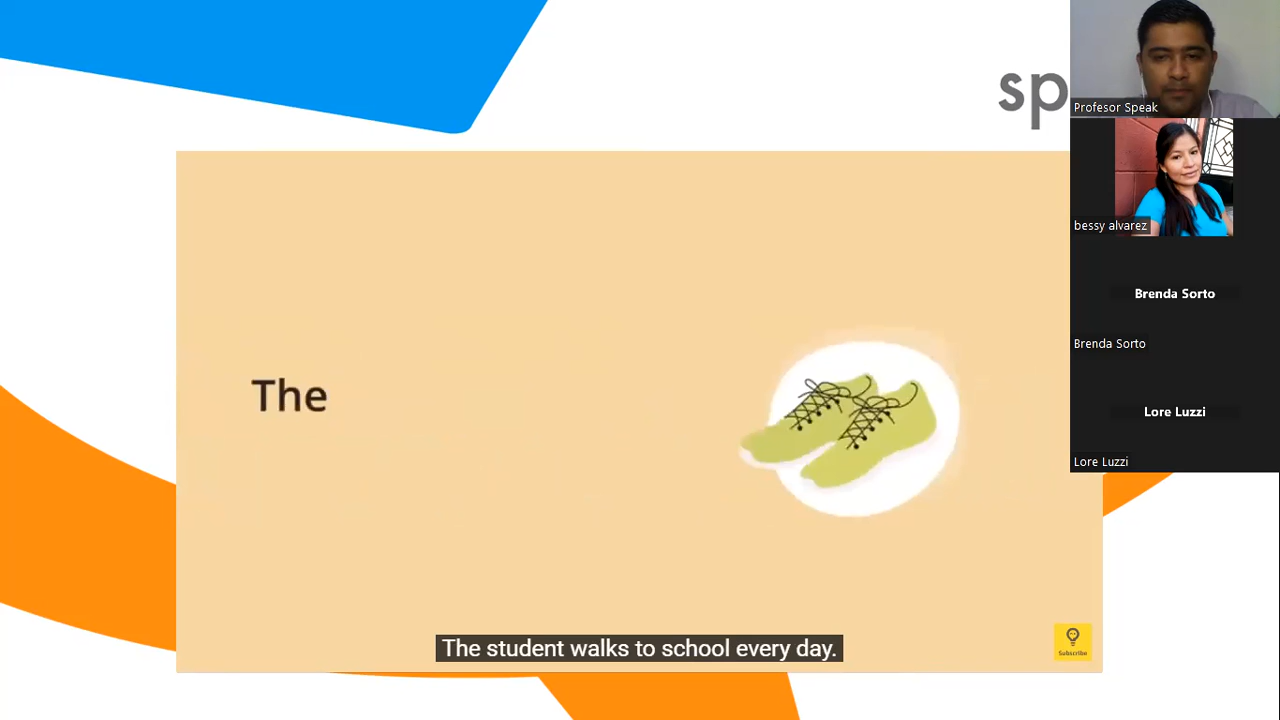 sp
Profesor Speak
bessy alvarez
Brenda Sorto
Brenda Sorto
Lore Luzzi
Lore Luzzi
The
The student walks to school every day.
Subscribe